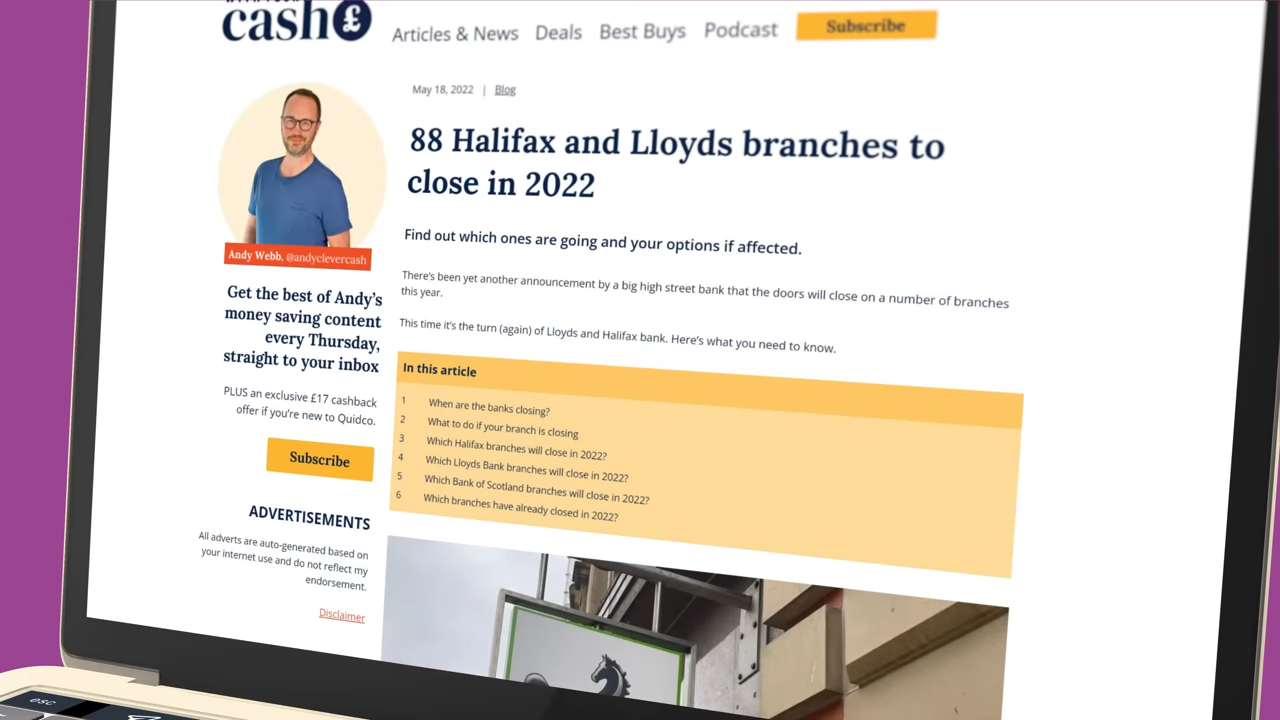 cash £
Articles & News Deals Best Buys Podcast Subscribe
May 18, 2022 | Blog
88 Halifax and Lloyds branches to
close in 2022
Find out which ones are going and your options if affected.
There's been yet another announcement by a big high street bank that the doors will close on a number of branches
this year.
This time it's the turn (again) of Lloyds and Halifax bank. Here's what you need to know.
In this article
1 When are the banks closing?
2 What to do if your branch is closing
3 Which Halifax branches will close in 2022?
4 Which Lloyds Bank branches will close in 2022?
5 Which Bank of Scotland branches will close in 2022?
6 Which branches have already closed in 2022?
Andy Webb, @andyclevercash
Get the best of Andy's
money saving content
every Thursday,
straight to your inbox
PLUS an exclusive £17 cashback
offer if you're new to Quidco.
Subscribe
ADVERTISEMENTS
All adverts are auto-generated based on
your internet use and do not reflect my
endorsement.
Disclaimer
esc